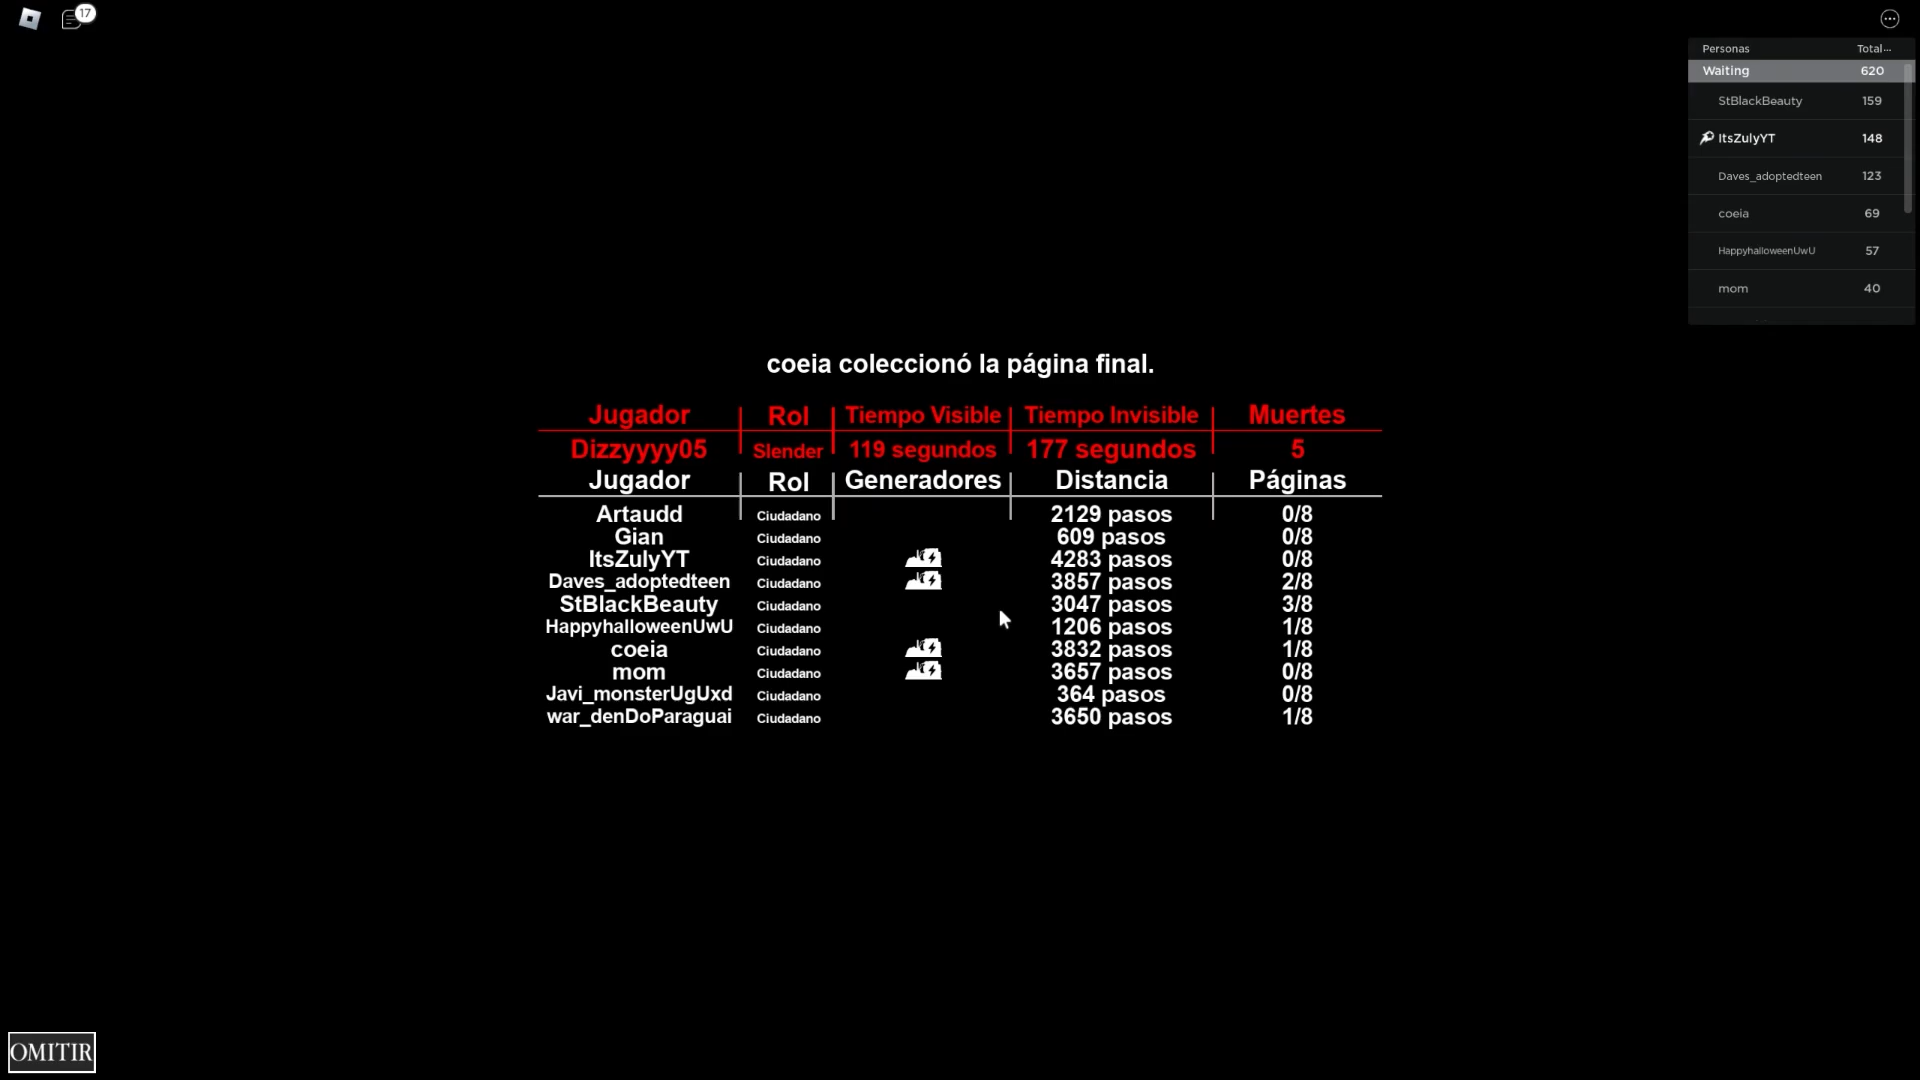 17
Personas Total...
Waiting 620
StBlackBeauty 159
ItsZulyYT 148
Daves_adoptedteen 123
coeia 69
HappyhalloweenUwU 57
mom 40
coeia coleccionó la página final.
Jugador Rol Tiempo Visible Tiempo Invisible Muertes
Dizzyyyy05 Slender 119 segundos 177 segundos 5
Jugador Rol Generadores Distancia Páginas
Artaudd Ciudadano 2129 pasos 0/8
Gian Ciudadano 609 pasos 0/8
ItsZulyYT Ciudadano 4283 pasos 0/8
Daves_adoptedteen Ciudadano 3857 pasos 2/8
StBlackBeauty Ciudadano 3047 pasos 3/8
HappyhalloweenUwU Ciudadano 1206 pasos 1/8
coeia Ciudadano 3832 pasos 1/8
mom Ciudadano 3657 pasos 0/8
Javi_monsterUgUxd Ciudadano 364 pasos 0/8
war_denDoParaguai Ciudadano 3650 pasos 1/8
OMITIR